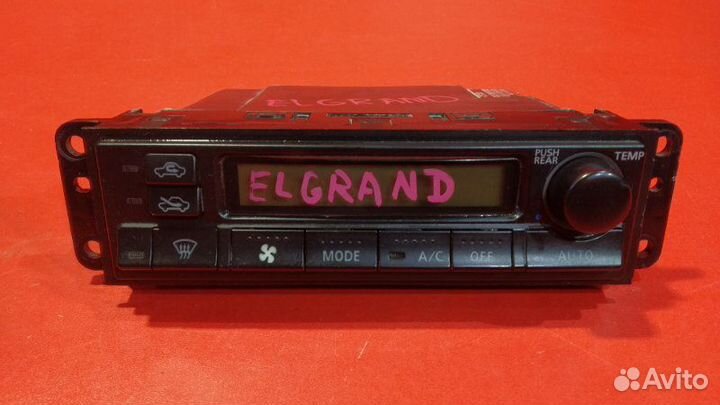 ELGRAND
PUSH
REAR
TEMP
ELGRAND
MODE
A/C
OFF
AUTO
Avito